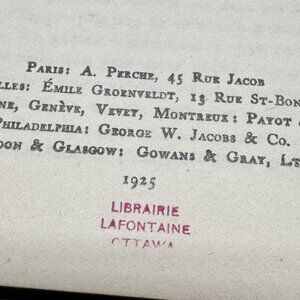 PARIS: A. PERCHE, 45 RUE JACOB
LLES: ÉMILE GROENVELDT, 13 RUE ST-BON
NE, GENÈVE, VEVEY, MONTREUX: PAYOT
PHILADELPHIA: GEORGE W. JACOBS & CO.
DON & GLASGOW: GOWANS & GRAY, LT
1925
LIBRAIRIE
LAFONTAINE
OTTAWA